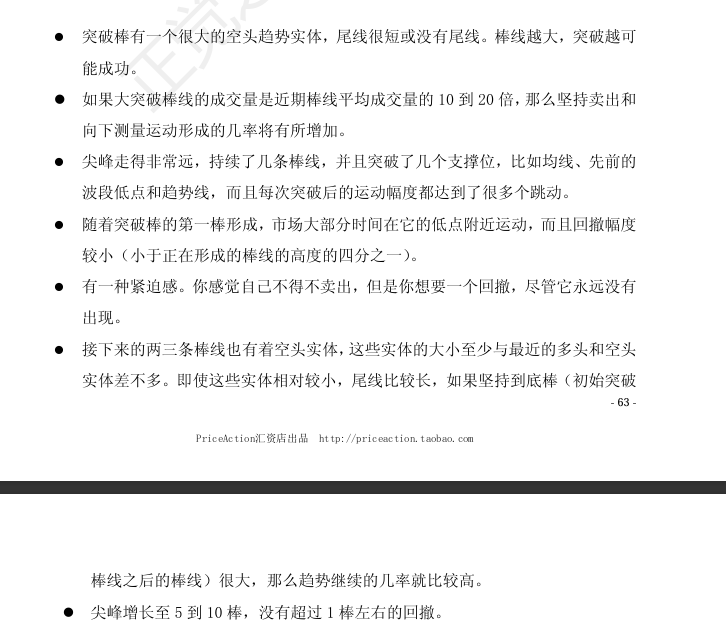 ● 突破棒有一个很大的空头趋势实体，尾线很短或没有尾线。棒线越大，突破越可
能成功。
● 如果大突破棒线的成交量是近期棒线平均成交量的 10 到 20 倍，那么坚持卖出和
向下测量运动形成的几率将有所增加。
● 尖峰走得非常远，持续了几条棒线，并且突破了几个支撑位，比如均线、先前的
波段低点和趋势线，而且每次突破后的运动幅度都达到了很多个跳动。
● 随着突破棒的第一棒形成，市场大部分时间在它的低点附近运动，而且回撤幅度
较小（小于正在形成的棒线的高度的四分之一）。
● 有一种紧迫感。你感觉自己不得不卖出，但是你想要一个回撤，尽管它永远没有
出现。
● 接下来的两三条棒线也有着空头实体，这些实体的大小至少与最近的多头和空头
实体差不多。即使这些实体相对较小，尾线比较长，如果坚持到底棒（初始突破
- 63 -
PriceAction汇资店出品 http://priceaction.taobao.com
棒线之后的棒线）很大，那么趋势继续的几率就比较高。
● 尖峰增长至 5 到 10 棒，没有超过 1 棒左右的回撤。